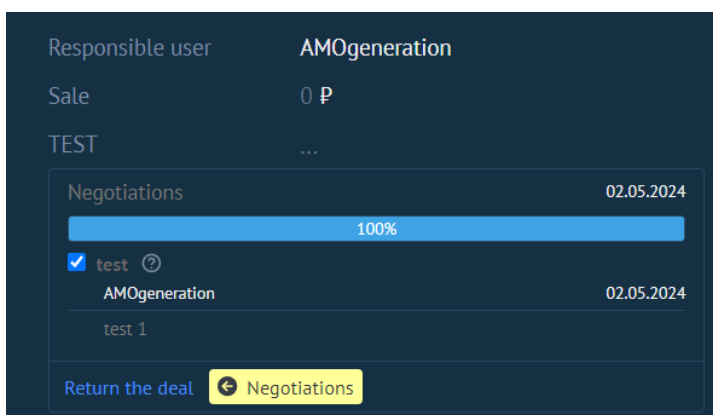 Responsible user AMOgeneration
Sale 0 ₽
TEST ...
Negotiations 02.05.2024
100%
test ?
AMOgeneration 02.05.2024
test 1
Return the deal Negotiations